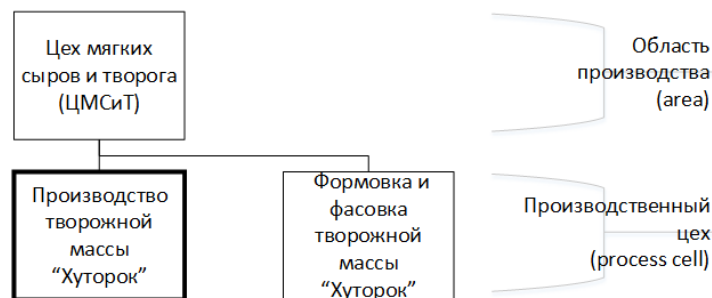 Цех мягких
сыров и творога
(ЦМСиТ)
Область
производства
(area)
Производство
творожной
массы
“Хуторок”
Формовка и
фасовка
творожной
массы
“Хуторок”
Производственный
цех
(process cell)